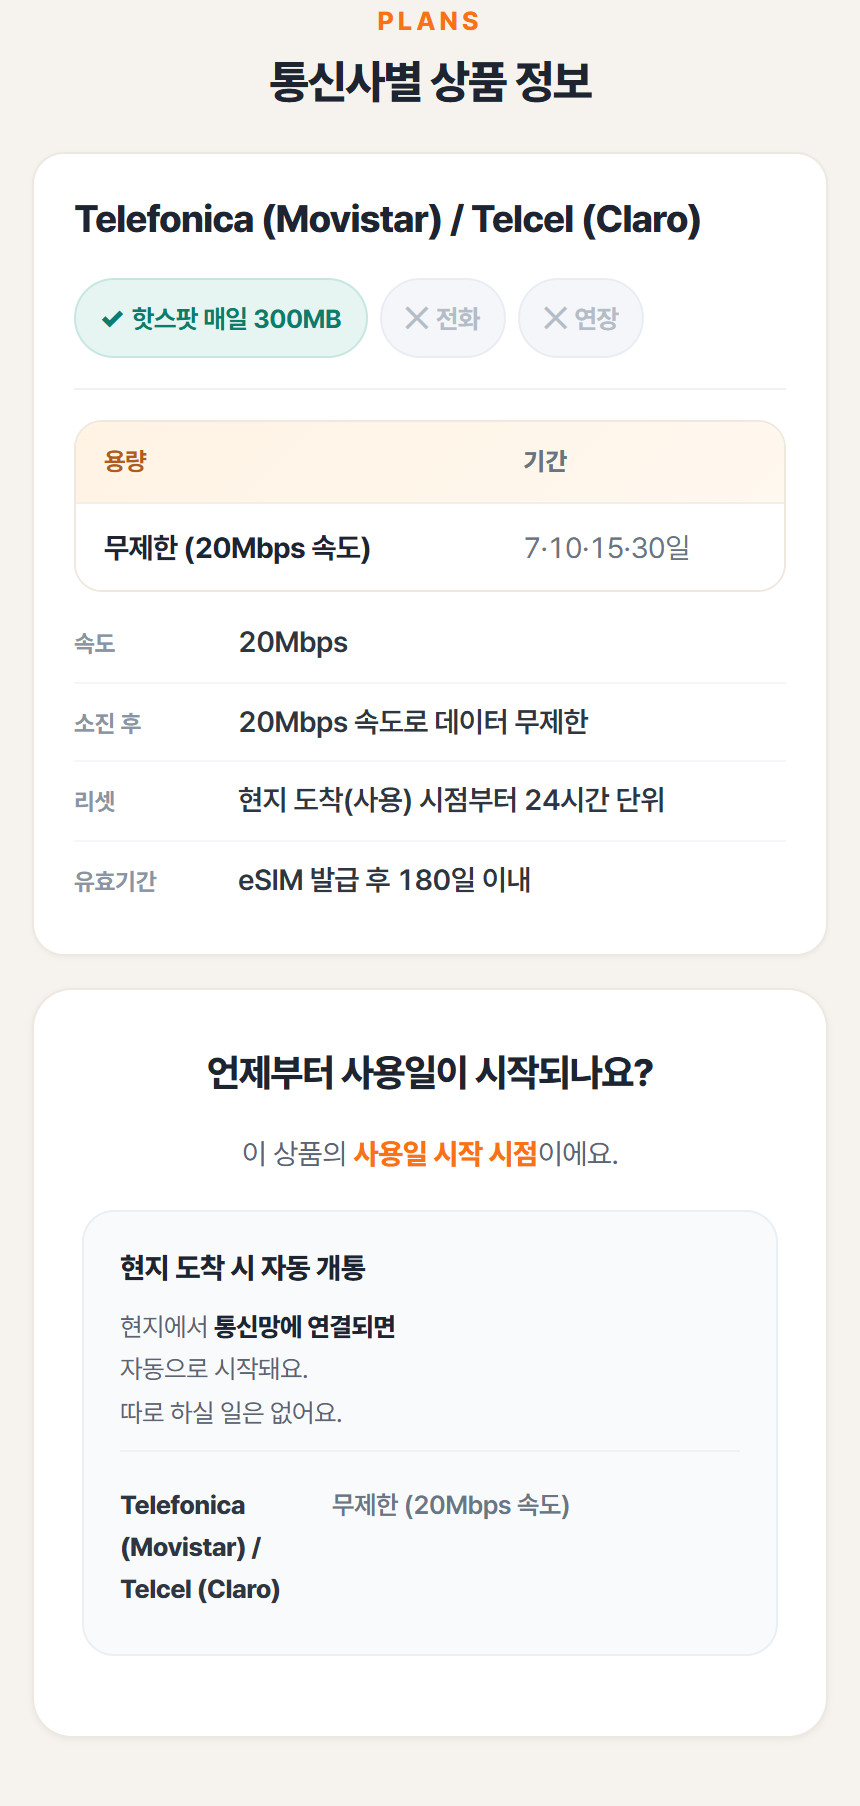 PLANS
통신사별 상품 정보
Telefonica (Movistar) / Telcel (Claro)
✓ 핫스팟 매일 300MB ✕ 전화 ✕ 연장
용량 기간
무제한 (20Mbps 속도) 7·10·15·30일
속도 20Mbps
소진 후 20Mbps 속도로 데이터 무제한
리셋 현지 도착(사용) 시점부터 24시간 단위
유효기간 eSIM 발급 후 180일 이내
언제부터 사용일이 시작되나요?
이 상품의 사용일 시작 시점이에요.
현지 도착 시 자동 개통
현지에서 통신망에 연결되면
자동으로 시작돼요.
따로 하실 일은 없어요.
Telefonica 무제한 (20Mbps 속도)
(Movistar) /
Telcel (Claro)